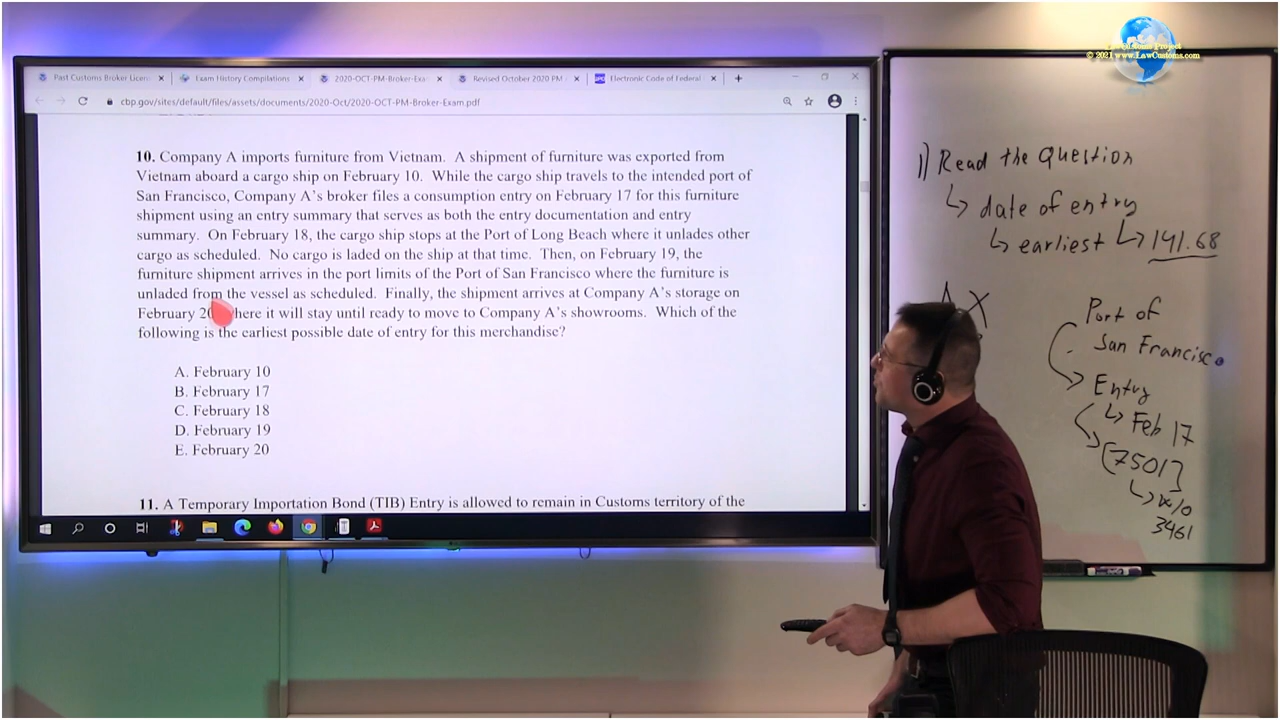 LawCustoms Project
© 2021 www.LawCustoms.com
Past Customs Broker Licen
Exam History Compilations
2020-OCT-PM-Broker-Exa
Revised October 2020 PM
Electronic Code of Federal
cbp.gov/sites/default/files/assets/documents/2020-Oct/2020-OCT-PM-Broker-Exam.pdf
10. Company A imports furniture from Vietnam. A shipment of furniture was exported from
Vietnam aboard a cargo ship on February 10. While the cargo ship travels to the intended port of
San Francisco, Company A's broker files a consumption entry on February 17 for this furniture
shipment using an entry summary that serves as both the entry documentation and entry
summary. On February 18, the cargo ship stops at the Port of Long Beach where it unlades other
cargo as scheduled. No cargo is laded on the ship at that time. Then, on February 19, the
furniture shipment arrives in the port limits of the Port of San Francisco where the furniture is
unladed from the vessel as scheduled. Finally, the shipment arrives at Company A's storage on
February 20 where it will stay until ready to move to Company A's showrooms. Which of the
following is the earliest possible date of entry for this merchandise?
A. February 10
B. February 17
C. February 18
D. February 19
E. February 20
11. A Temporary Importation Bond (TIB) Entry is allowed to remain in Customs territory of the
1) Read the Question
↳ date of entry
↳ earliest ↳ 141.68
X
Port of
San Francisco
Entry
↳ Feb 17
[7501]
↳ w/o
3461